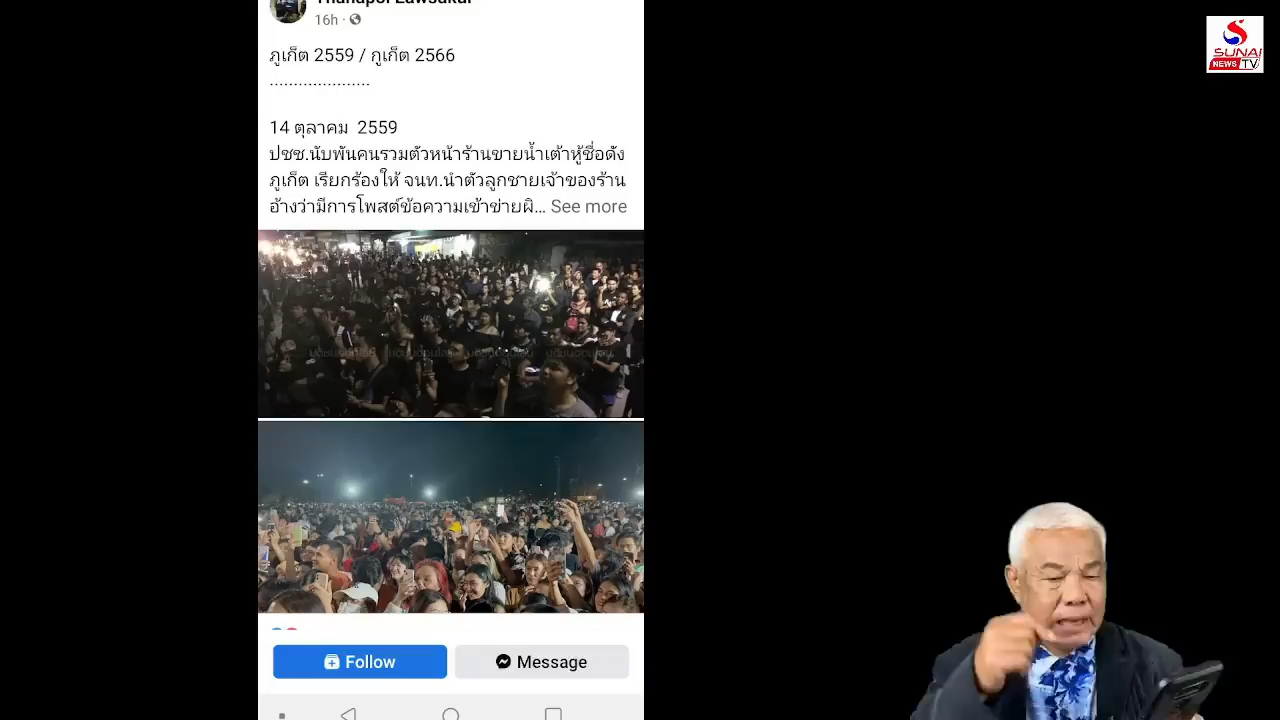 16h
SUNAI
NEWS TV
ภูเก็ต 2559 / กูเก็ต 2566
.....................
14 ตุลาคม 2559
ปชช.นับพันคนรวมตัวหน้าร้านขายน้ำเต้าหู้ชื่อดัง
ภูเก็ต เรียกร้องให้ จนท.นำตัวลูกชายเจ้าของร้าน
อ้างว่ามีการโพสต์ข้อความเข้าข่ายผิ... See more
Follow
Message